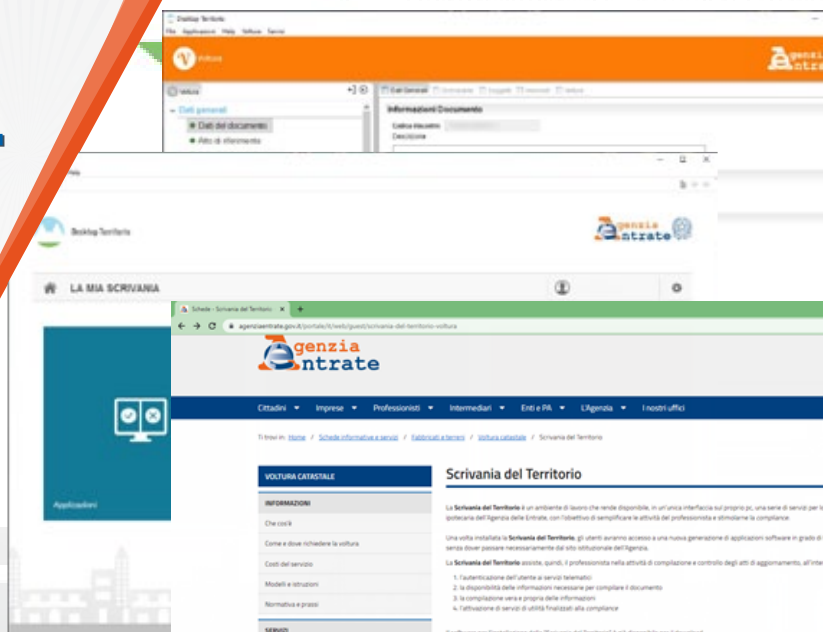 Desktop Territorio
File Applicazioni Help Voltura Servizi
Voltura
Agenzia
Entrate
Voltura
Dati Generali
Dati generali
Informazioni Documento
Dati del documento
Atto di riferimento
Codice
Descrizione
Help
Desktop Territorio
Agenzia
Entrate
LA MIA SCRIVANIA
Applicazioni
Schede - Scrivania del Territorio
agenziaentrate.gov.it/portale/it/web/guest/scrivania-del-territorio-voltura
Agenzia
Entrate
Cittadini Imprese Professionisti Intermediari Enti e PA L'Agenzia I nostri uffici
Ti trovi in: Home / Schede informative e servizi / Fabbricati e terreni / Voltura catastale / Scrivania del Territorio
VOLTURA CATASTALE
Scrivania del Territorio
INFORMAZIONI
Che cos'è
Come e dove richiedere la voltura
Costi del servizio
Modelli e istruzioni
Normativa e prassi
SERVIZI
La Scrivania del Territorio è un ambiente di lavoro che rende disponibile, in un'unica interfaccia sul proprio pc, una serie di servizi per
ipotecaria dell'Agenzia delle Entrate, con l'obiettivo di semplificare le attività del professionista e stimolarne la compliance.
Una volta installata la Scrivania del Territorio, gli utenti avranno accesso a una nuova generazione di applicazioni software in grado di
senza dover passare necessariamente dal sito istituzionale dell'Agenzia.
La Scrivania del Territorio assiste, quindi, il professionista nella attività di compilazione e controllo degli atti di aggiornamento, all'inte
1. l'autenticazione dell'utente ai servizi telematici
2. la disponibilità delle informazioni necessarie per compilare il documento
3. la compilazione vera e propria delle informazioni
4. l'attivazione di servizi di utilità finalizzati alla compliance